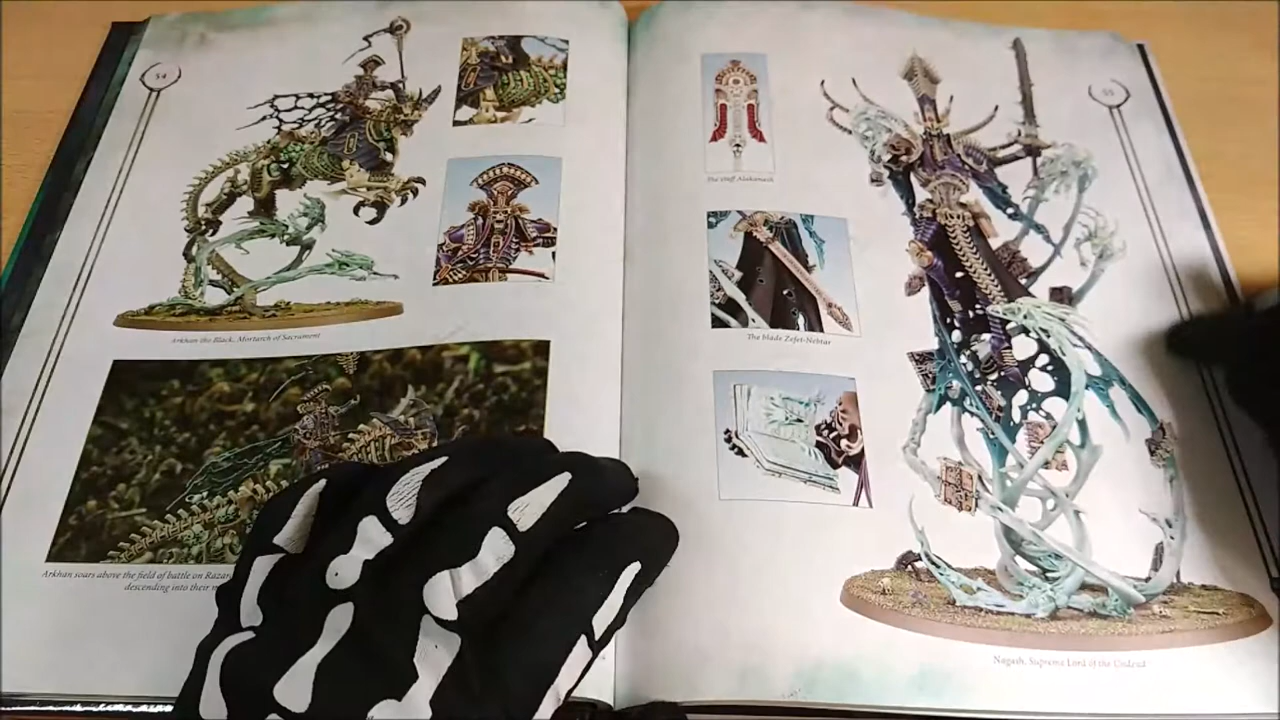 54
Arkhan the Black, Mortarch of Sacrament
Arkhan soars above the field of battle on Razar
descending into their
55
The staff Alakanash
The blade Zefet-Nebtar
Nagash, Supreme Lord of the Undead